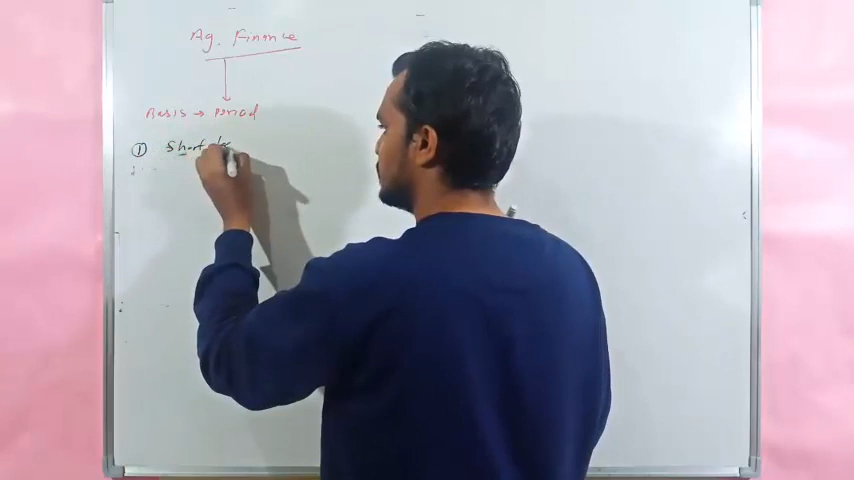 Ag. Finance
Basis → Period
① Short